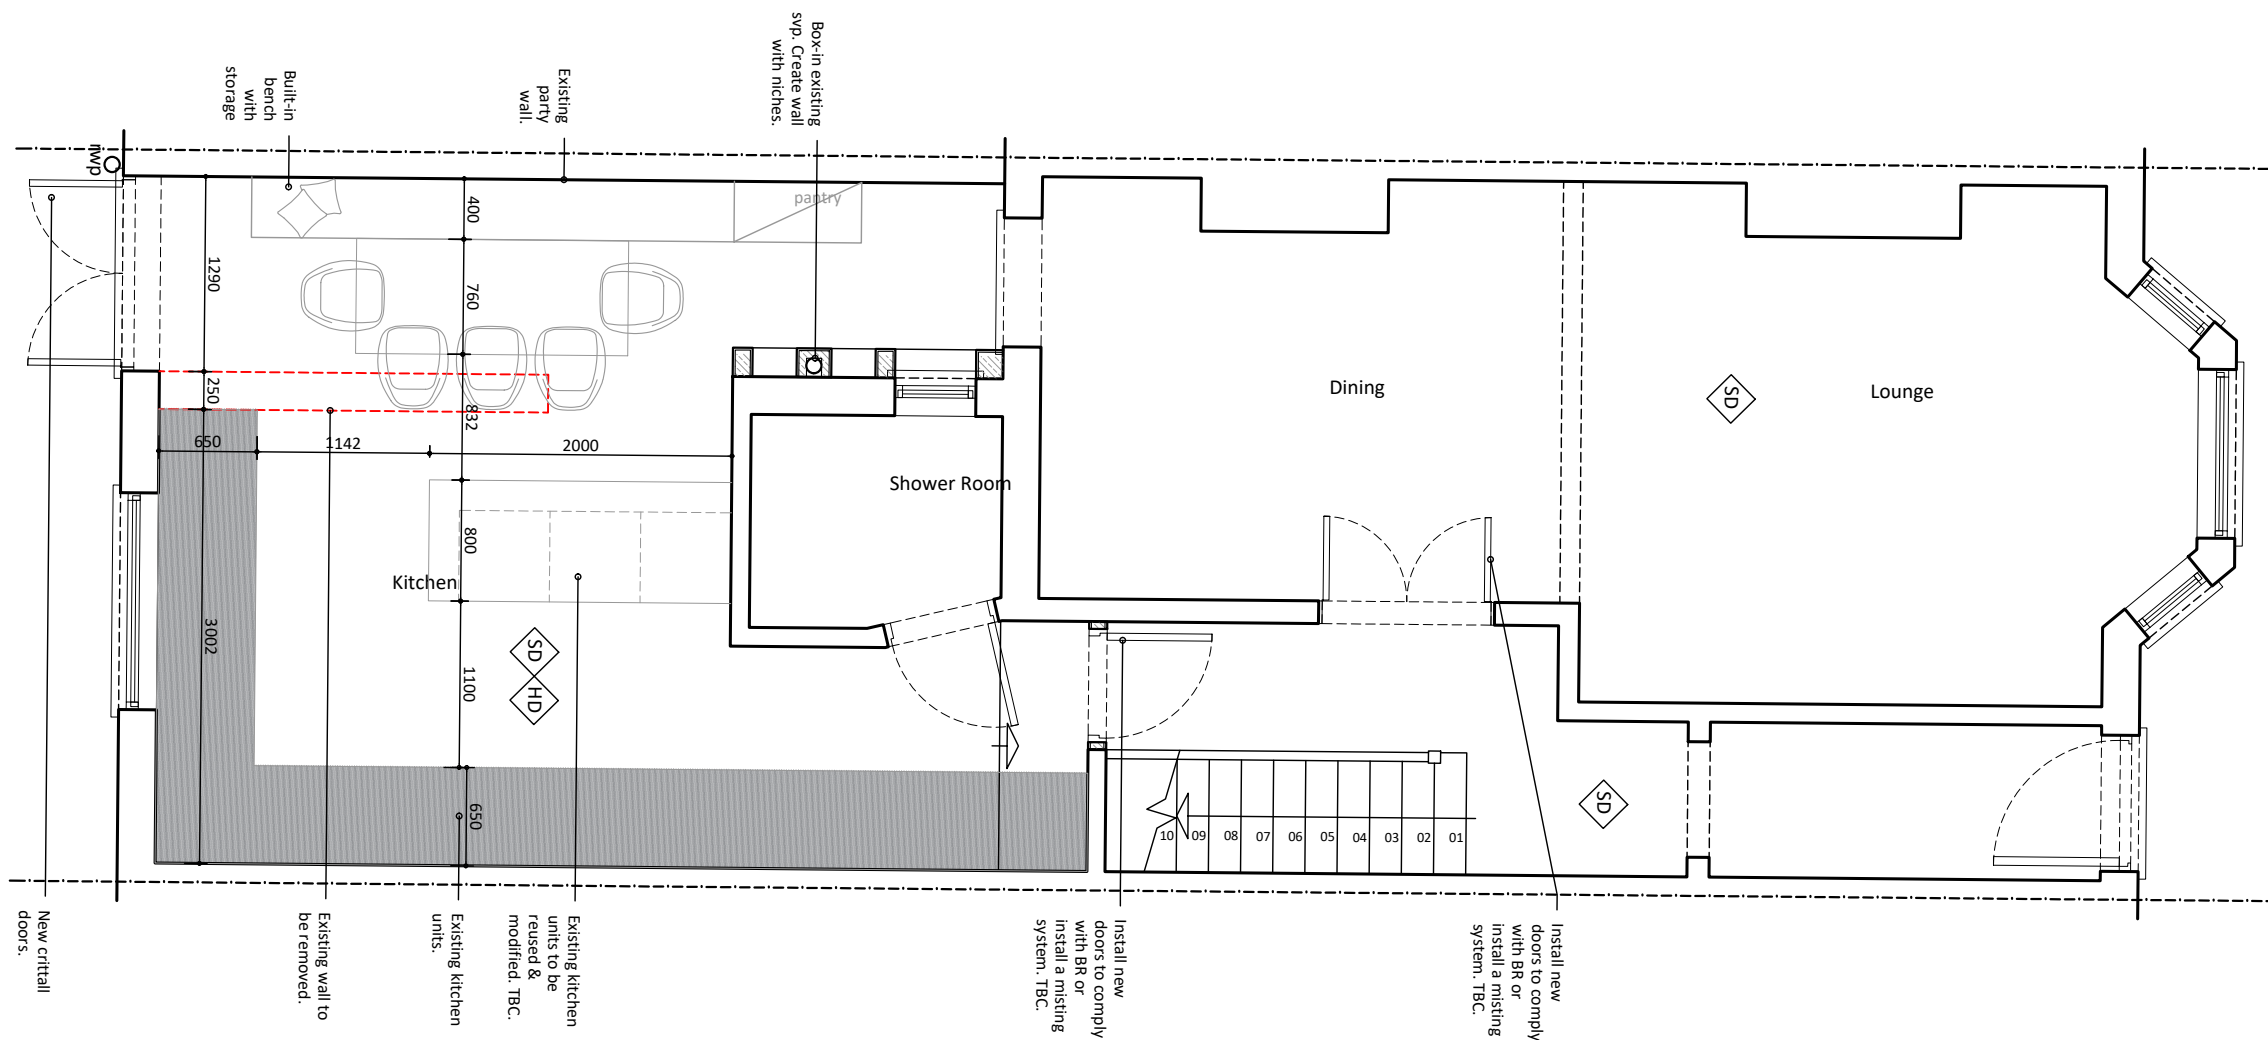 Built-in
bench
with
storage
Existing
party
wall.
Box-in existing
svp. Create wall
with niches.
rwp
pantry
400
1290
760
250
832
650
1142
2000
Dining
SD
Lounge
Shower Room
800
Kitchen
3002
SD
HD
1100
650
SD
10
09
08
07
06
05
04
03
02
01
New crittall
doors.
Existing wall to
be removed.
Existing kitchen
units.
Existing kitchen
units to be
reused &
modified. TBC.
Install new
doors to comply
with BR or
install a misting
system. TBC.
Install new
doors to comply
with BR or
install a misting
system. TBC.